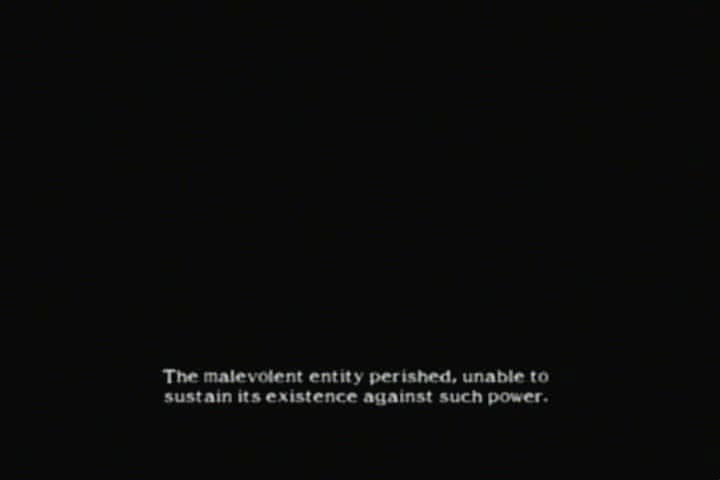 The malevolent entity perished, unable to
sustain its existence against such power.